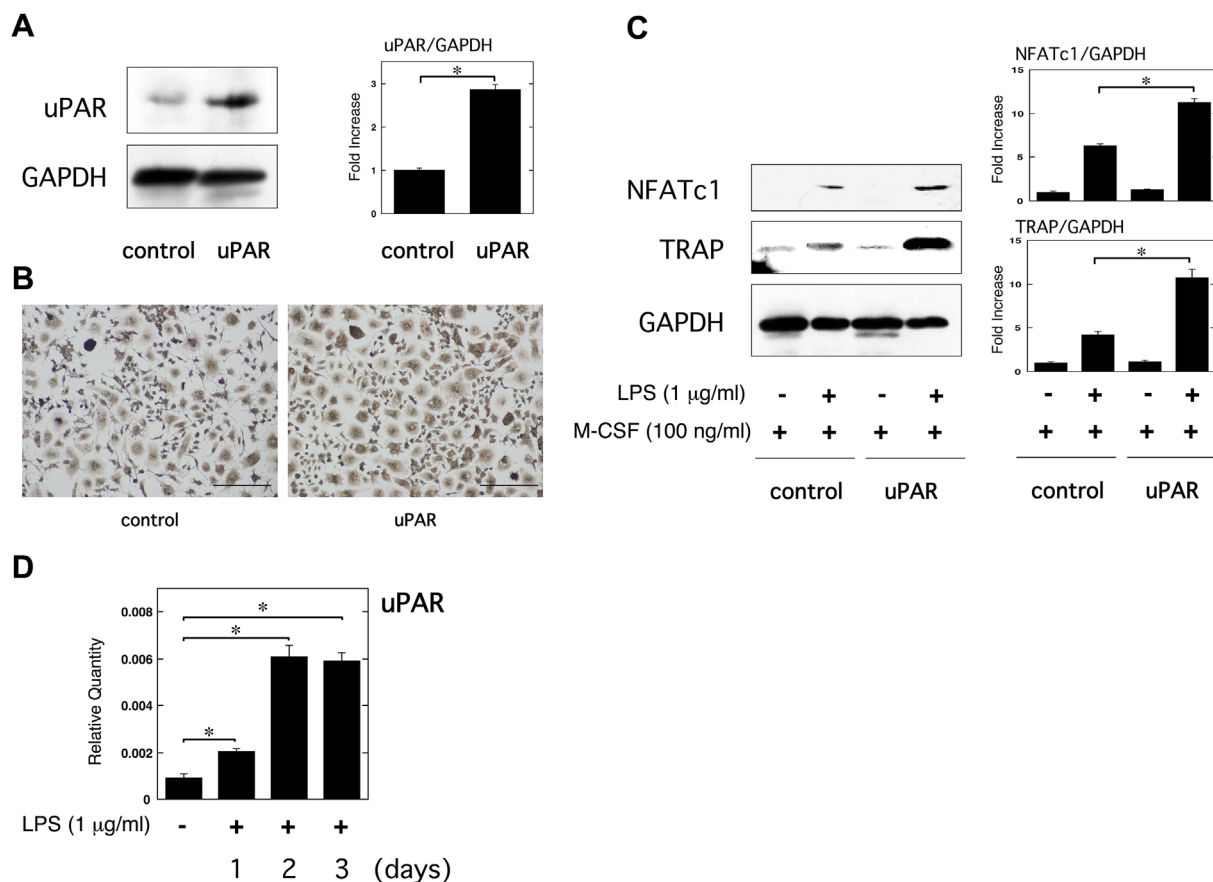 A
uPAR
GAPDH
control uPAR
uPAR/GAPDH
Fold Increase
3
2
1
0
*
control uPAR
B
control
uPAR
C
NFATc1
TRAP
GAPDH
LPS (1 μg/ml) - + - +
M-CSF (100 ng/ml) + + + +
control uPAR
NFATc1/GAPDH
Fold Increase
15
10
5
0
*
TRAP/GAPDH
Fold Increase
15
10
5
0
*
- + - +
+ + + +
control uPAR
D
uPAR
Relative Quantity
0.008
0.006
0.004
0.002
0
*
*
*
LPS (1 μg/ml) - + + +
1 2 3 (days)